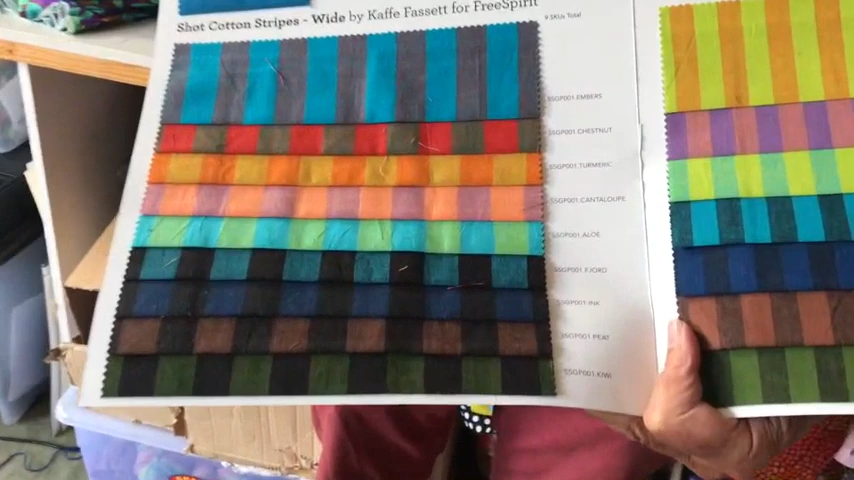 Shot Cotton Stripes - Wide by Kaffe Fassett for FreeSpirit
9 SKUs Total
SSGP001.EMBERS
SSGP001.CHESTNUT
SSGP001.TURMERIC
SSGP001.CANTALOUPE
SSGP001.ALOE
SSGP001.FJORD
SSGP001.INK
SSGP001.PEAT
SSGP001.KIWI